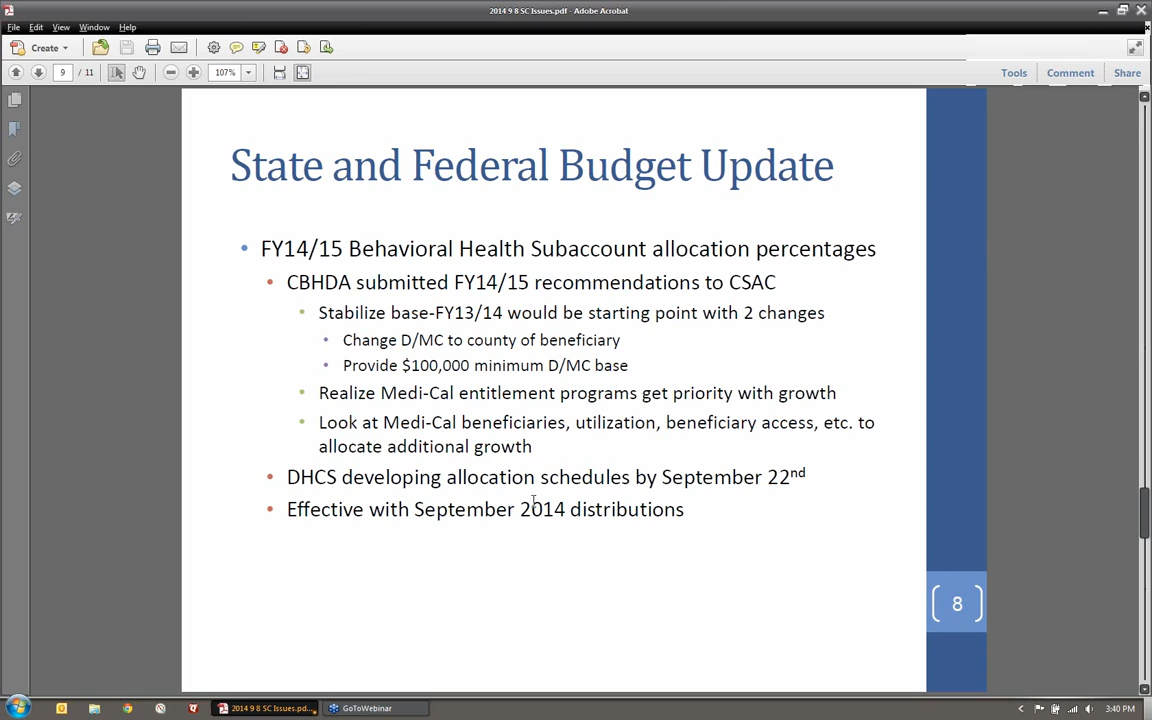 2014 9 8 SC Issues.pdf - Adobe Acrobat
File Edit View Window Help
Create
9 / 11 107% Tools Comment Share
State and Federal Budget Update
• FY14/15 Behavioral Health Subaccount allocation percentages
• CBHDA submitted FY14/15 recommendations to CSAC
• Stabilize base-FY13/14 would be starting point with 2 changes
• Change D/MC to county of beneficiary
• Provide $100,000 minimum D/MC base
• Realize Medi-Cal entitlement programs get priority with growth
• Look at Medi-Cal beneficiaries, utilization, beneficiary access, etc. to
allocate additional growth
• DHCS developing allocation schedules by September 22nd
• Effective with September 2014 distributions
8
2014 9 8 SC Issues.pd... GoToWebinar 3:40 PM